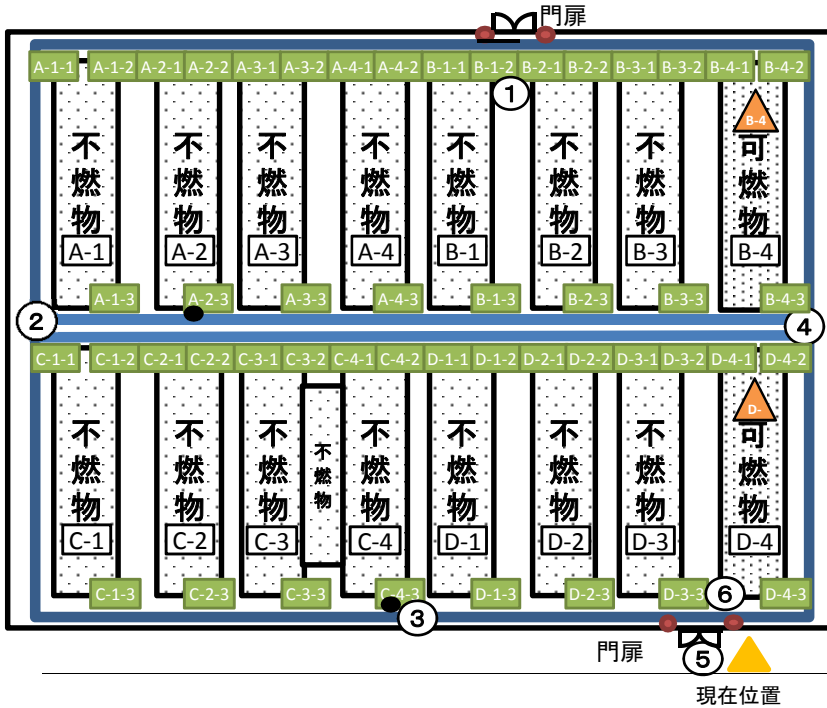 門扉
A-1-1 A-1-2 A-2-1 A-2-2 A-3-1 A-3-2 A-4-1 A-4-2 B-1-1 B-1-2 B-2-1 B-2-2 B-3-1 B-3-2 B-4-1 B-4-2
①
B-4
不燃物 不燃物 不燃物 不燃物 不燃物 不燃物 不燃物 可燃物
A-1 A-2 A-3 A-4 B-1 B-2 B-3 B-4
A-1-3 A-2-3 A-3-3 A-4-3 B-1-3 B-2-3 B-3-3 B-4-3
② ④
C-1-1 C-1-2 C-2-1 C-2-2 C-3-1 C-3-2 C-4-1 C-4-2 D-1-1 D-1-2 D-2-1 D-2-2 D-3-1 D-3-2 D-4-1 D-4-2
D-
不燃物 不燃物 不燃物 不燃物 不燃物 不燃物 不燃物 不燃物 可燃物
C-1 C-2 C-3 C-4 D-1 D-2 D-3 D-4
C-1-3 C-2-3 C-3-3 C-4-3 D-1-3 D-2-3 D-3-3 ⑥ D-4-3
③
門扉 ⑤
現在位置